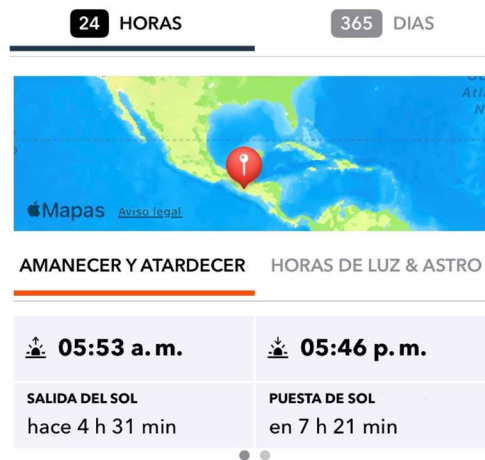 24 HORAS 365 DIAS
Mapas Aviso legal
AMANECER Y ATARDECER HORAS DE LUZ & ASTRO
05:53 a.m. 05:46 p.m.
SALIDA DEL SOL PUESTA DE SOL
hace 4 h 31 min en 7 h 21 min